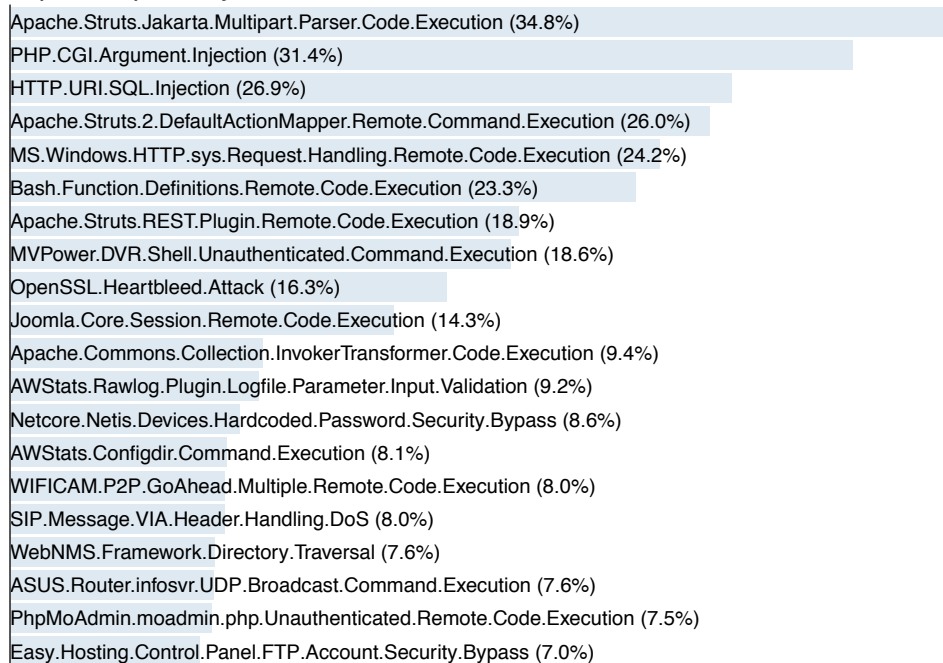 Apache.Struts.Jakarta.Multipart.Parser.Code.Execution (34.8%)
PHP.CGI.Argument.Injection (31.4%)
HTTP.URI.SQL.Injection (26.9%)
Apache.Struts.2.DefaultActionMapper.Remote.Command.Execution (26.0%)
MS.Windows.HTTP.sys.Request.Handling.Remote.Code.Execution (24.2%)
Bash.Function.Definitions.Remote.Code.Execution (23.3%)
Apache.Struts.REST.Plugin.Remote.Code.Execution (18.9%)
MVPower.DVR.Shell.Unauthenticated.Command.Execution (18.6%)
OpenSSL.Heartbleed.Attack (16.3%)
Joomla.Core.Session.Remote.Code.Execution (14.3%)
Apache.Commons.Collection.InvokerTransformer.Code.Execution (9.4%)
AWStats.Rawlog.Plugin.Logfile.Parameter.Input.Validation (9.2%)
Netcore.Netis.Devices.Hardcoded.Password.Security.Bypass (8.6%)
AWStats.Configdir.Command.Execution (8.1%)
WIFICAM.P2P.GoAhead.Multiple.Remote.Code.Execution (8.0%)
SIP.Message.VIA.Header.Handling.DoS (8.0%)
WebNMS.Framework.Directory.Traversal (7.6%)
ASUS.Router.infosvr.UDP.Broadcast.Command.Execution (7.6%)
PhpMoAdmin.moadmin.php.Unauthenticated.Remote.Code.Execution (7.5%)
Easy.Hosting.Control.Panel.FTP.Account.Security.Bypass (7.0%)